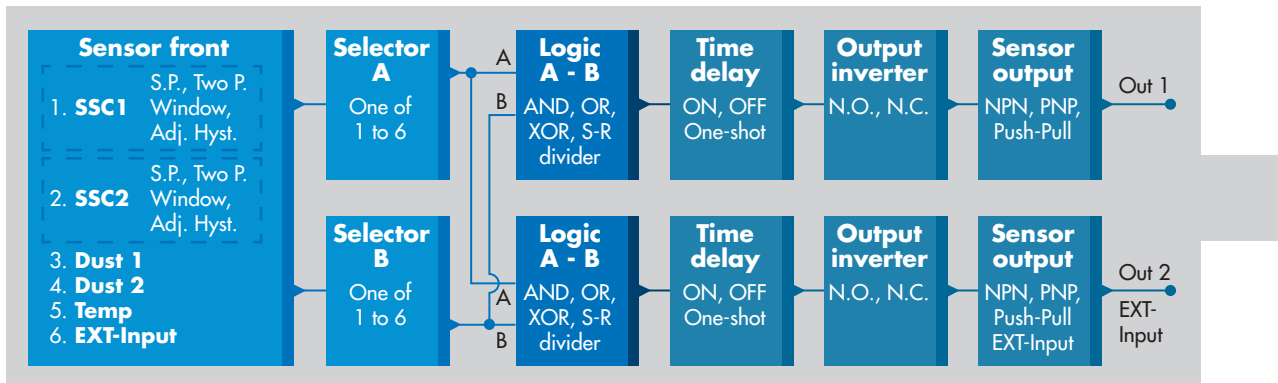 Sensor front
1. SSC1
S.P., Two P.
Window,
Adj. Hyst.
2. SSC2
S.P., Two P.
Window,
Adj. Hyst.
3. Dust 1
4. Dust 2
5. Temp
6. EXT-Input
Selector
A
One of
1 to 6
A
B
Logic
A - B
AND, OR,
XOR, S-R
divider
Time
delay
ON, OFF
One-shot
Output
inverter
N.O., N.C.
Sensor
output
NPN, PNP,
Push-Pull
Out 1
Selector
B
One of
1 to 6
A
B
Logic
A - B
AND, OR,
XOR, S-R
divider
Time
delay
ON, OFF
One-shot
Output
inverter
N.O., N.C.
Sensor
output
NPN, PNP,
Push-Pull
EXT-Input
Out 2
EXT-
Input